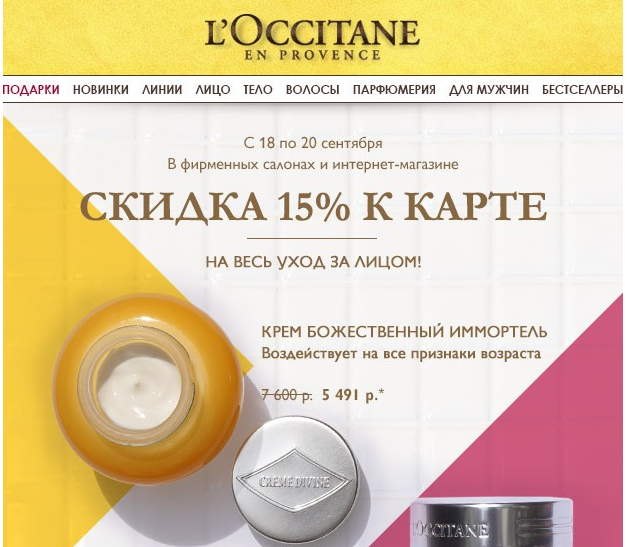 L'OCCITANE
EN PROVENCE
ПОДАРКИ НОВИНКИ ЛИНИИ ЛИЦО ТЕЛО ВОЛОСЫ ПАРФЮМЕРИЯ ДЛЯ МУЖЧИН БЕСТСЕЛЛЕРЫ
С 18 по 20 сентября
В фирменных салонах и интернет-магазине
СКИДКА 15% К КАРТЕ
НА ВЕСЬ УХОД ЗА ЛИЦОМ!
КРЕМ БОЖЕСТВЕННЫЙ ИММОРТЕЛЬ
Воздействует на все признаки возраста
7 600 р. 5 491 р.*
CREME DIVINE
L'OCCITANE